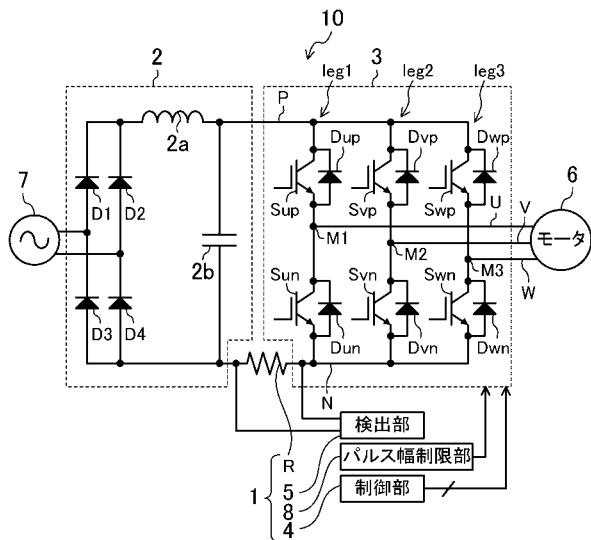 10
2
leg1
3
leg2
leg3
P
2a
Dup
Dvp
Dwp
6
7
D1
D2
Sup
Svp
Swp
U
V
モータ
2b
M1
M2
M3
W
Sun
Svn
Swn
D3
D4
Dun
Dvn
Dwn
N
検出部
R
パルス幅制限部
1
5
8
制御部
4